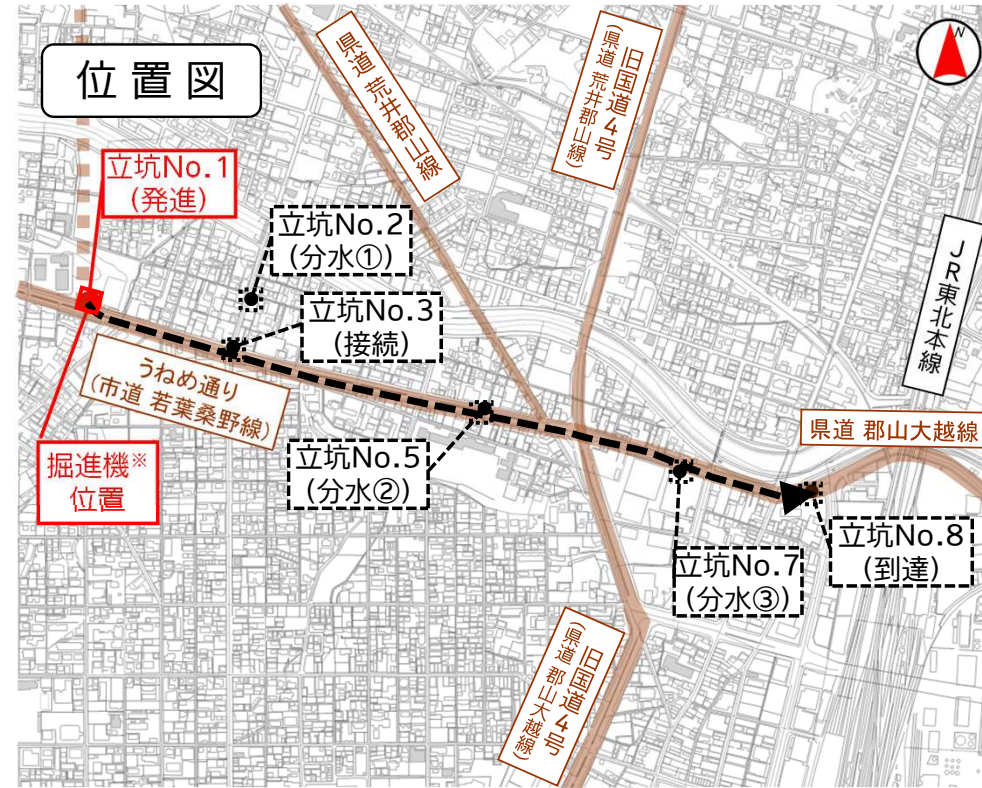 位置図
N
県道 荒井郡山線
旧国道4号
(県道 荒井郡山線)
立坑No.1
(発進)
立坑No.2
(分水①)
立坑No.3
(接続)
JR東北本線
うねめ通り
(市道 若葉桑野線)
県道 郡山大越線
掘進機※
位置
立坑No.5
(分水②)
立坑No.7
(分水③)
立坑No.8
(到達)
旧国道4号
(県道 郡山大越線)